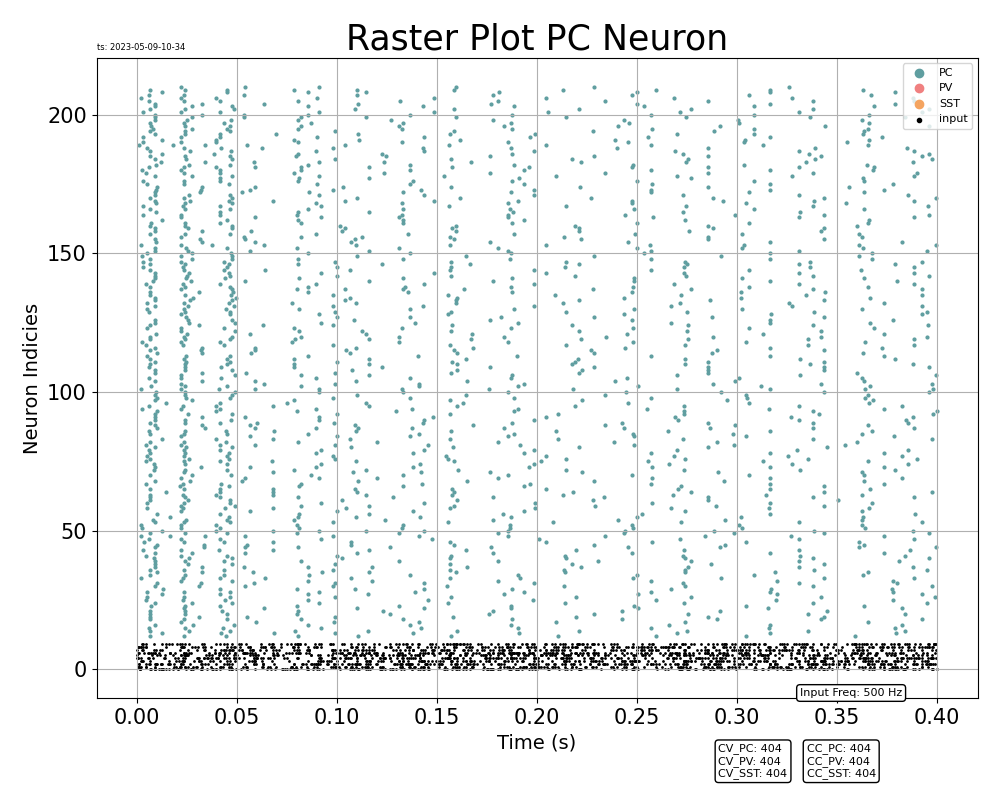 Raster Plot PC Neuron
ts: 2023-05-09-10-34
PC
PV
SST
input
200
150
100
50
0
Neuron Indicies
Input Freq: 500 Hz
0.00 0.05 0.10 0.15 0.20 0.25 0.30 0.35 0.40
Time (s)
CV_PC: 404
CV_PV: 404
CV_SST: 404
CC_PC: 404
CC_PV: 404
CC_SST: 404